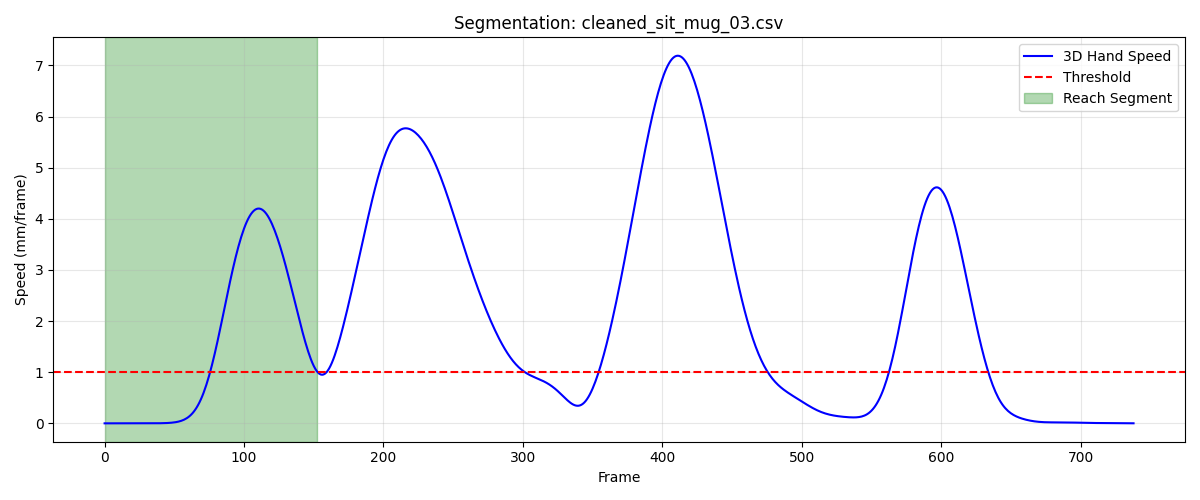 Segmentation: cleaned_sit_mug_03.csv
3D Hand Speed
Threshold
Reach Segment
Speed (mm/frame)
7
6
5
4
3
2
1
0
0 100 200 300 400 500 600 700
Frame